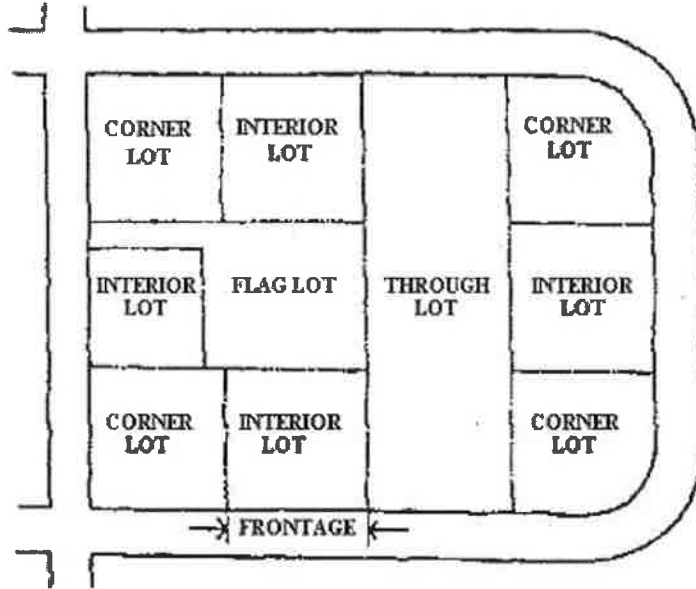 CORNER
LOT
INTERIOR
LOT
CORNER
LOT
INTERIOR
LOT
FLAG LOT
THROUGH
LOT
INTERIOR
LOT
CORNER
LOT
INTERIOR
LOT
CORNER
LOT
FRONTAGE